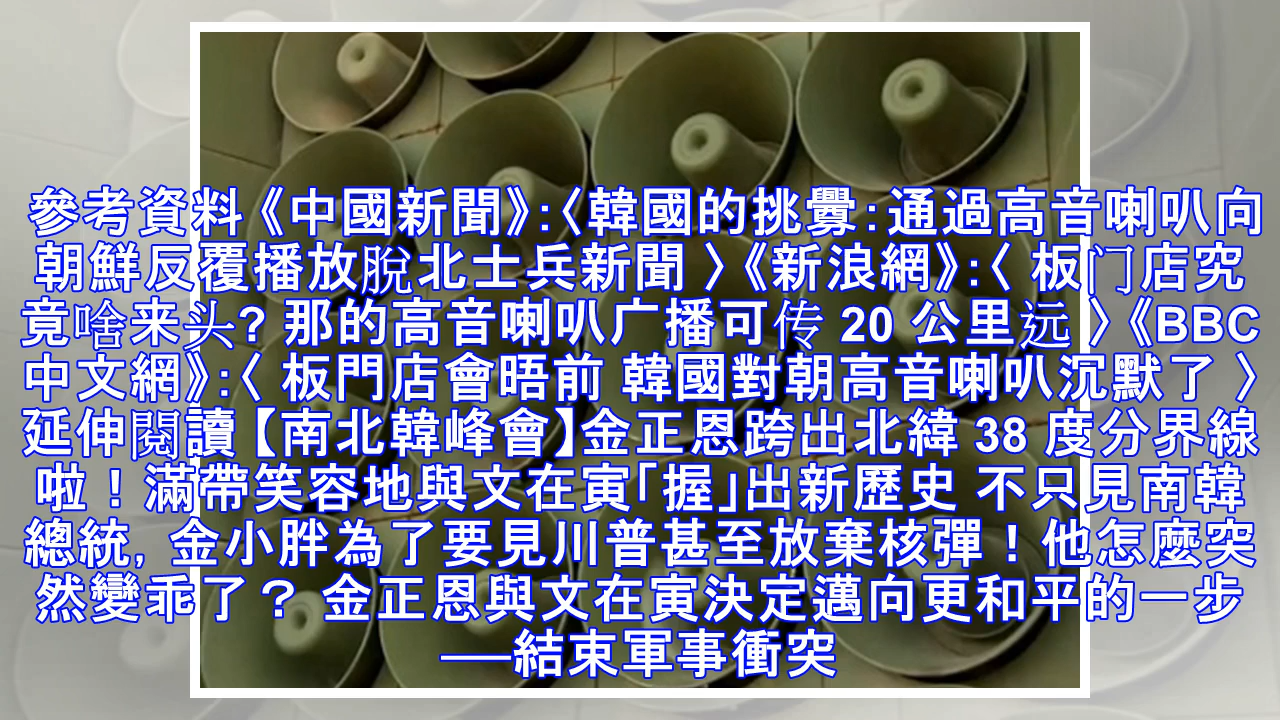 參考資料《中國新聞》:〈韓國的挑釁:通過高音喇叭向
朝鮮反覆播放脫北士兵新聞 〉《新浪網》:〈 板门店究
竟啥来头? 那的高音喇叭广播可传 20 公里远 〉《BBC
中文網》:〈 板門店會晤前 韓國對朝高音喇叭沉默了 〉
延伸閱讀【南北韓峰會】金正恩跨出北緯 38 度分界線
啦！滿帶笑容地與文在寅「握」出新歷史 不只見南韓
總統, 金小胖為了要見川普甚至放棄核彈！他怎麼突
然變乖了？ 金正恩與文在寅決定邁向更和平的一步
──結束軍事衝突